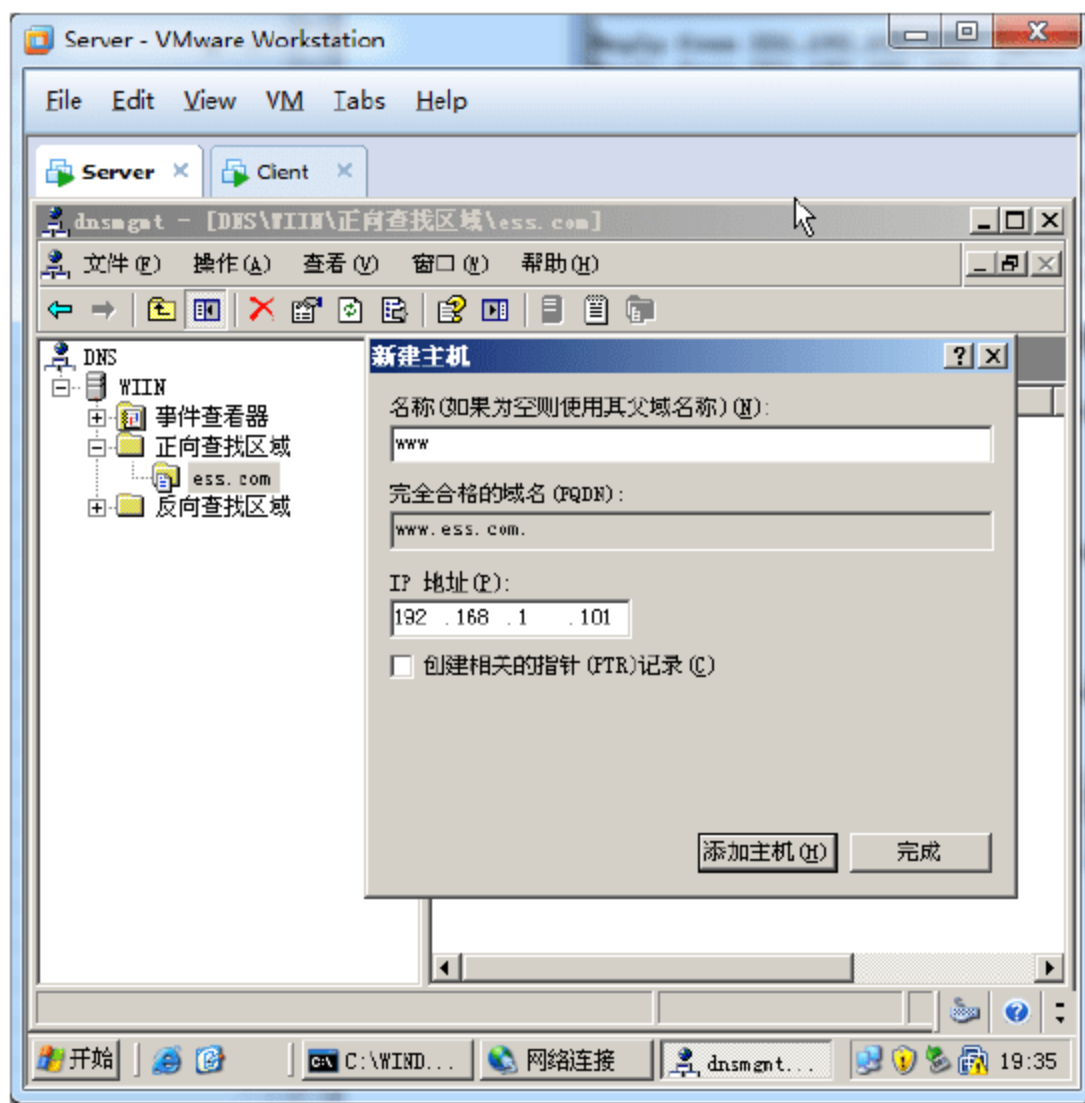 Server - VMware Workstation
File Edit View VM Tabs Help
Server Client
dnsmgmt - [DNS\WIIN\正向查找区域\ess.com]
文件(F) 操作(A) 查看(V) 窗口(W) 帮助(H)
DNS
WIIN
事件查看器
正向查找区域
ess.com
反向查找区域
新建主机
名称(如果为空则使用其父域名称)(N):
www
完全合格的域名(FQDN):
www.ess.com.
IP 地址(P):
192 .168 .1 .101
创建相关的指针(PTR)记录(C)
添加主机(H) 完成
开始 C:\WIND... 网络连接 dnsmgmt... 19:35